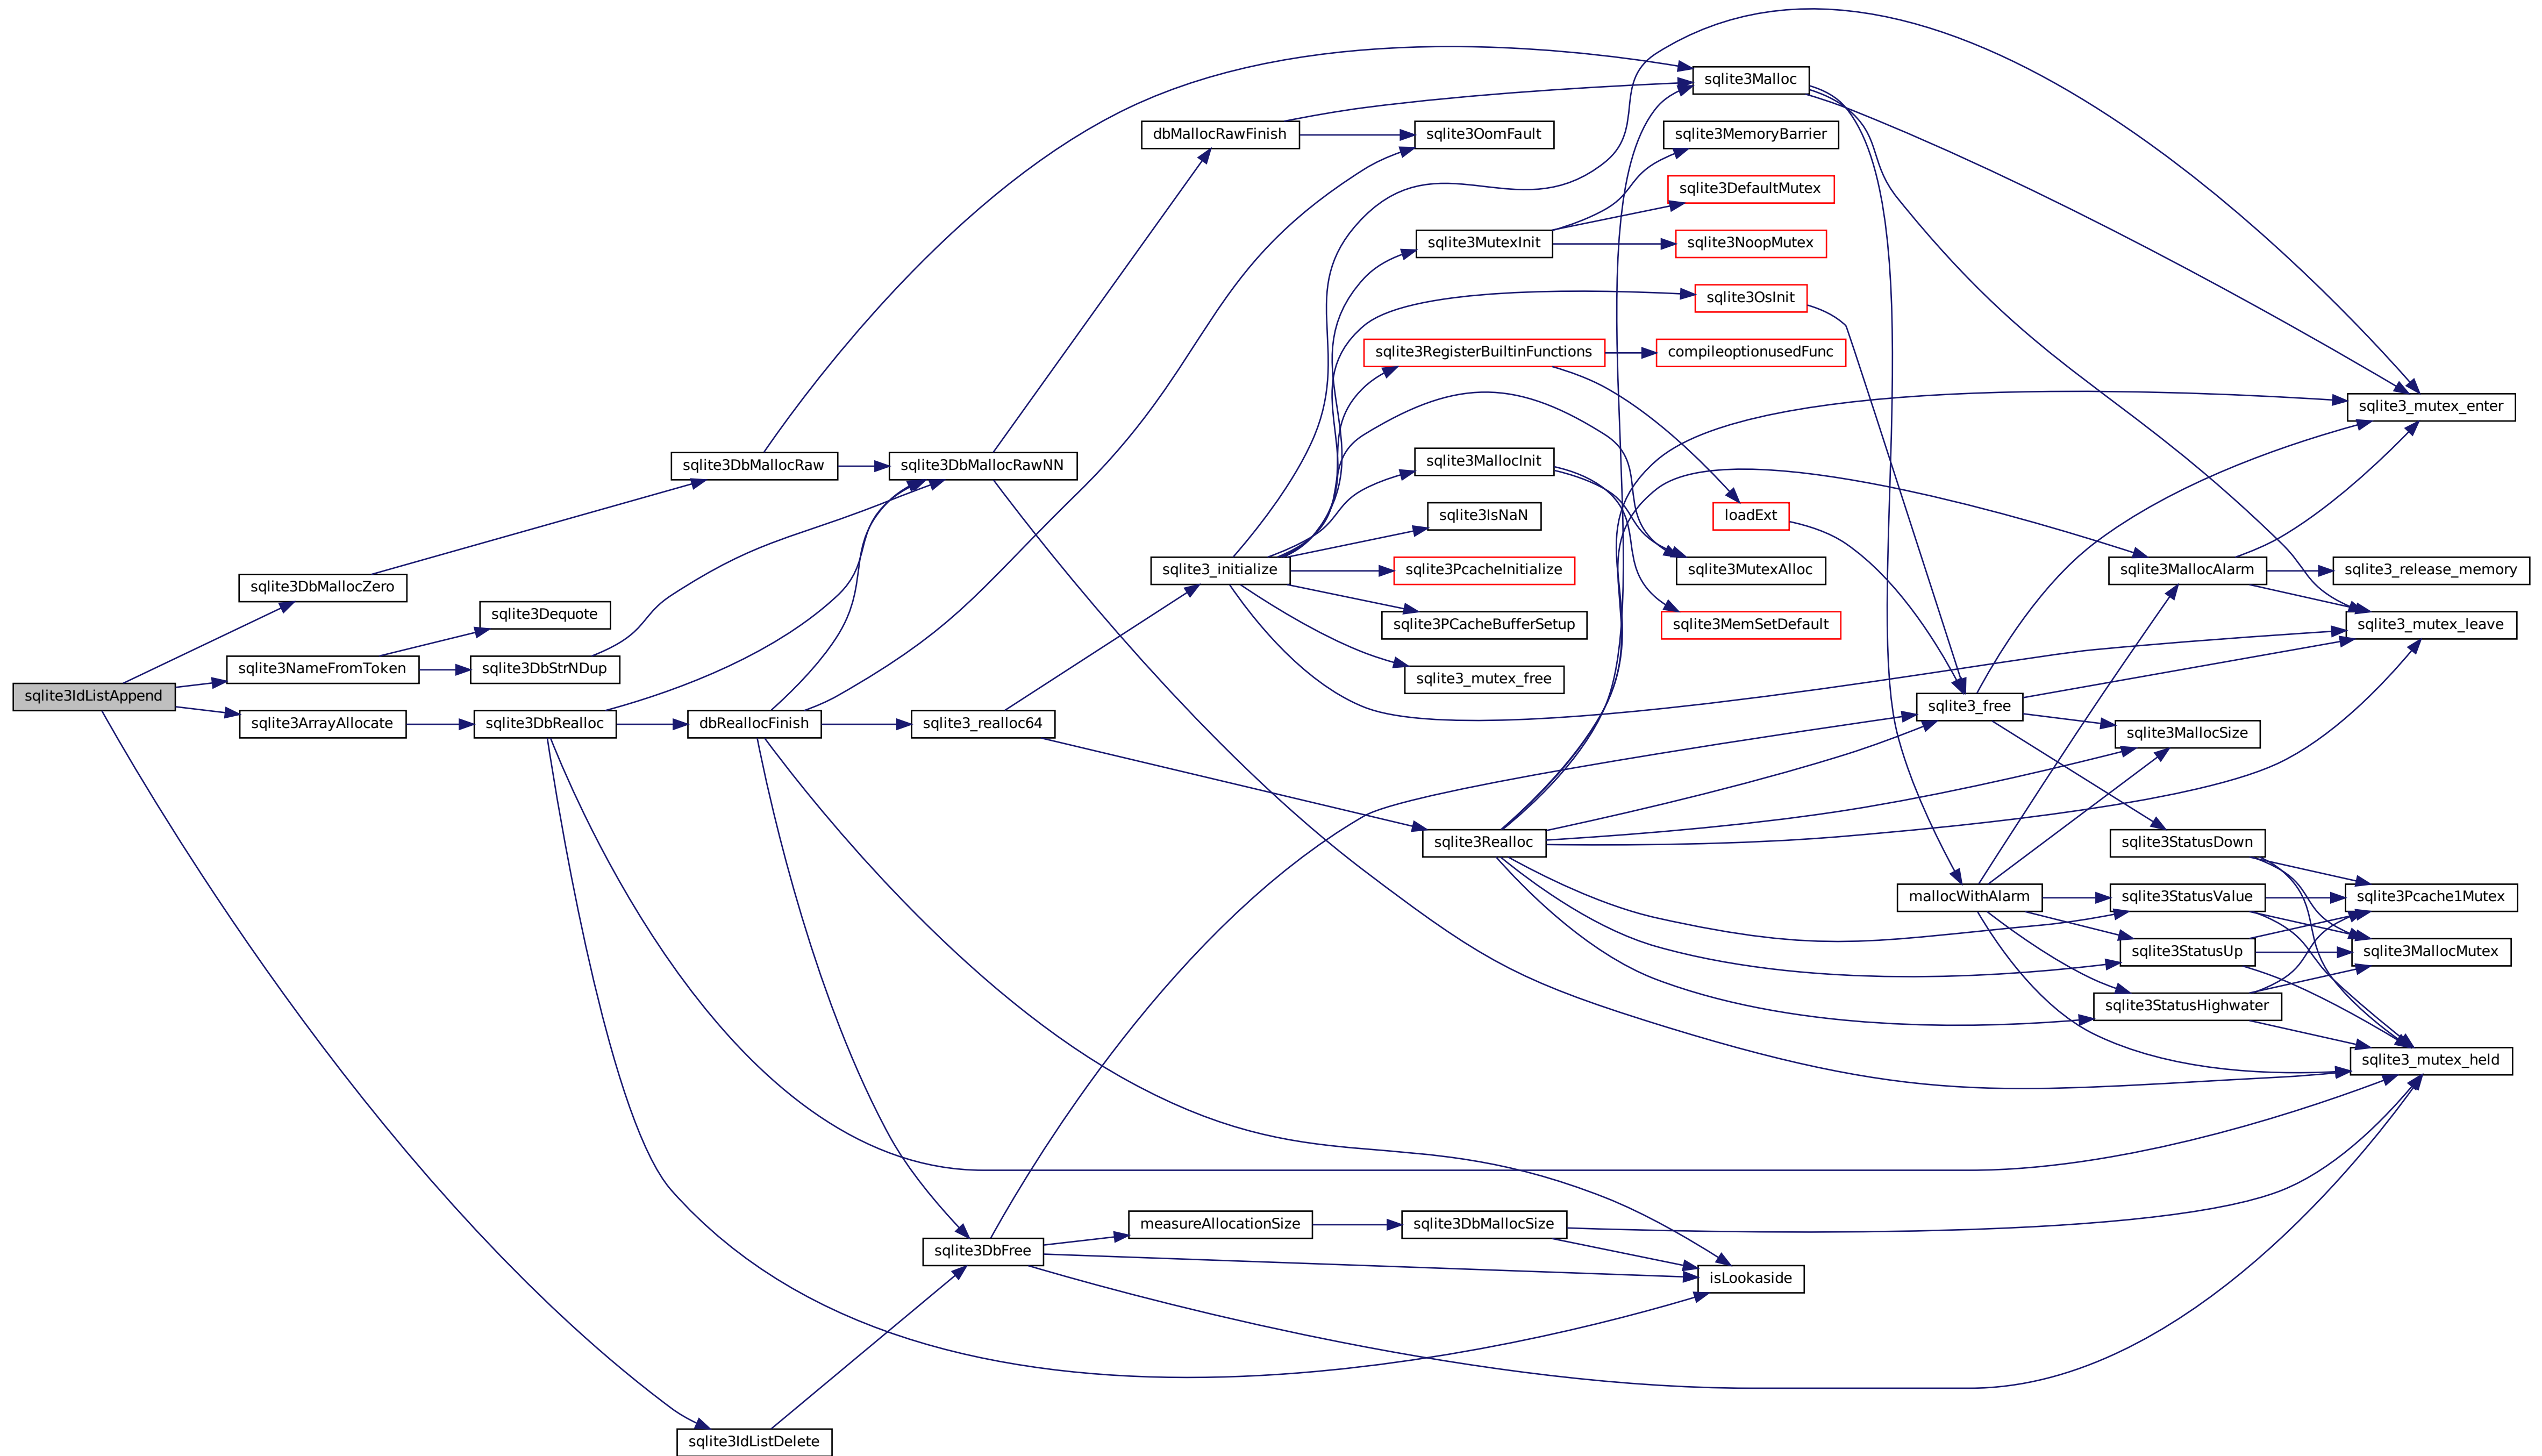 sqlite3IdListAppend
sqlite3DbMallocZero
sqlite3NameFromToken
sqlite3ArrayAllocate
sqlite3Dequote
sqlite3DbStrNDup
sqlite3DbRealloc
sqlite3DbMallocRaw
dbReallocFinish
sqlite3IdListDelete
sqlite3DbMallocRawNN
sqlite3_realloc64
sqlite3DbFree
dbMallocRawFinish
sqlite3_initialize
measureAllocationSize
sqlite3OomFault
sqlite3MutexInit
sqlite3RegisterBuiltinFunctions
sqlite3MallocInit
sqlite3IsNaN
sqlite3PcacheInitialize
sqlite3PCacheBufferSetup
sqlite3_mutex_free
sqlite3Realloc
sqlite3DbMallocSize
sqlite3Malloc
sqlite3MemoryBarrier
sqlite3DefaultMutex
sqlite3NoopMutex
sqlite3OsInit
compileoptionusedFunc
loadExt
sqlite3MutexAlloc
sqlite3MemSetDefault
isLookaside
sqlite3_free
mallocWithAlarm
sqlite3MallocAlarm
sqlite3MallocSize
sqlite3StatusDown
sqlite3StatusValue
sqlite3StatusUp
sqlite3StatusHighwater
sqlite3_mutex_enter
sqlite3_release_memory
sqlite3_mutex_leave
sqlite3Pcache1Mutex
sqlite3MallocMutex
sqlite3_mutex_held